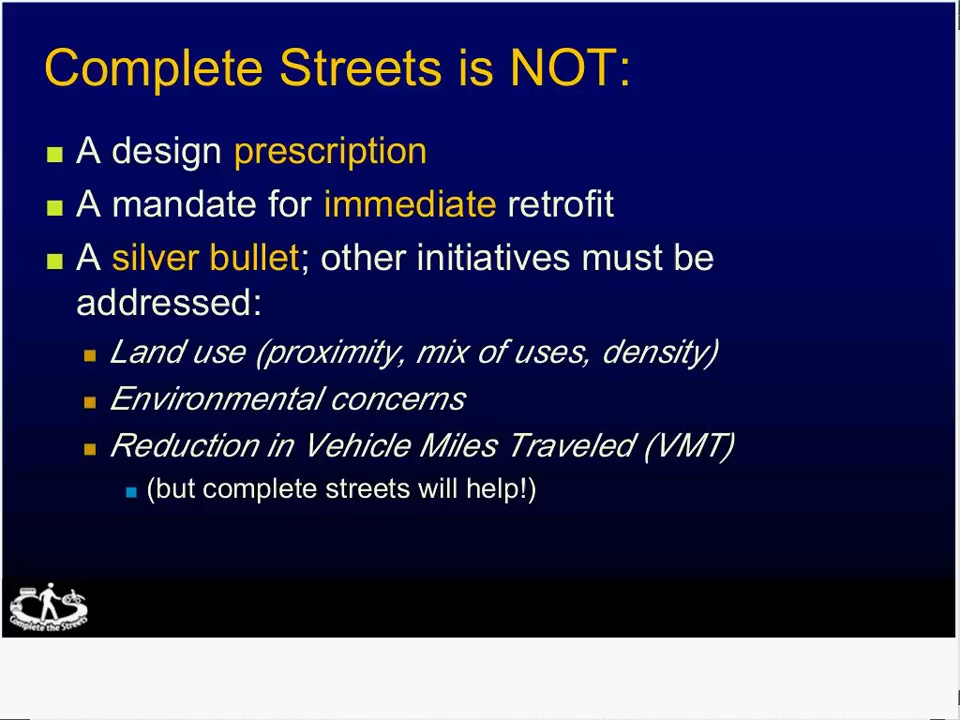 Complete Streets is NOT:
A design prescription
A mandate for immediate retrofit
A silver bullet; other initiatives must be
addressed:
Land use (proximity, mix of uses, density)
Environmental concerns
Reduction in Vehicle Miles Traveled (VMT)
(but complete streets will help!)
Complete the Streets